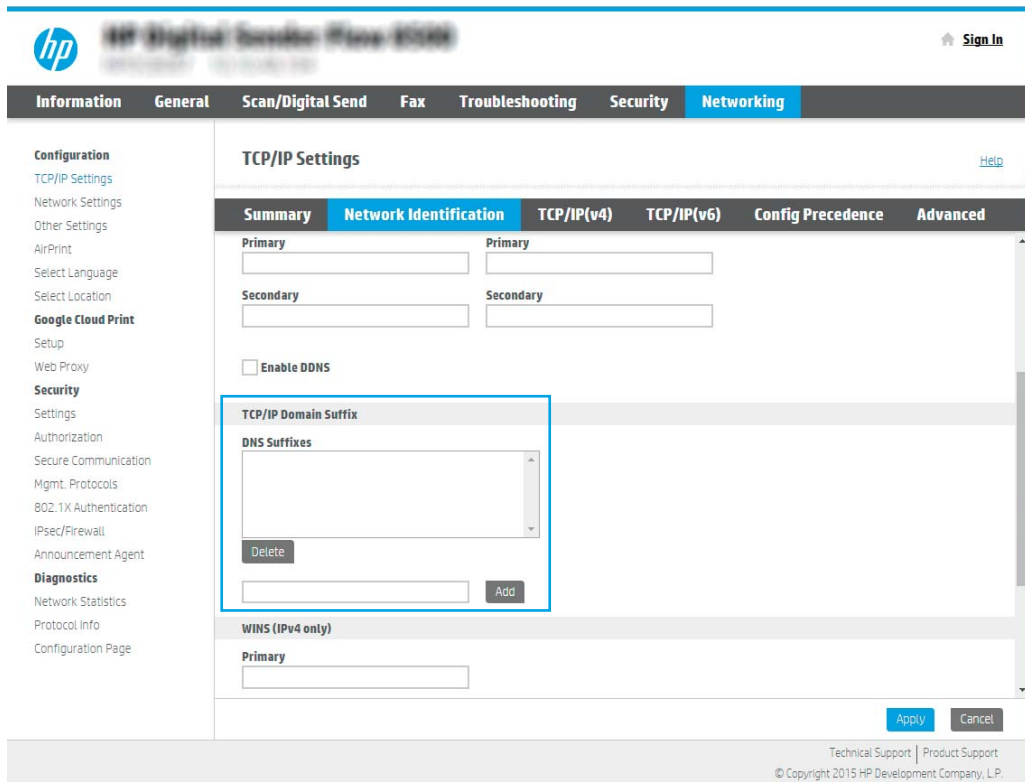 hp
Sign In
Information General Scan/Digital Send Fax Troubleshooting Security Networking
Configuration
TCP/IP Settings
Network Settings
Other Settings
AirPrint
Select Language
Select Location
Google Cloud Print
Setup
Web Proxy
Security
Settings
Authorization
Secure Communication
Mgmt. Protocols
802.1X Authentication
IPsec/Firewall
Announcement Agent
Diagnostics
Network Statistics
Protocol Info
Configuration Page
TCP/IP Settings
Help
Summary Network Identification TCP/IP(v4) TCP/IP(v6) Config Precedence Advanced
Primary Primary
Secondary Secondary
Enable DDNS
TCP/IP Domain Suffix
DNS Suffixes
Delete
Add
WINS (IPv4 only)
Primary
Apply Cancel
Technical Support | Product Support
© Copyright 2015 HP Development Company, L.P.